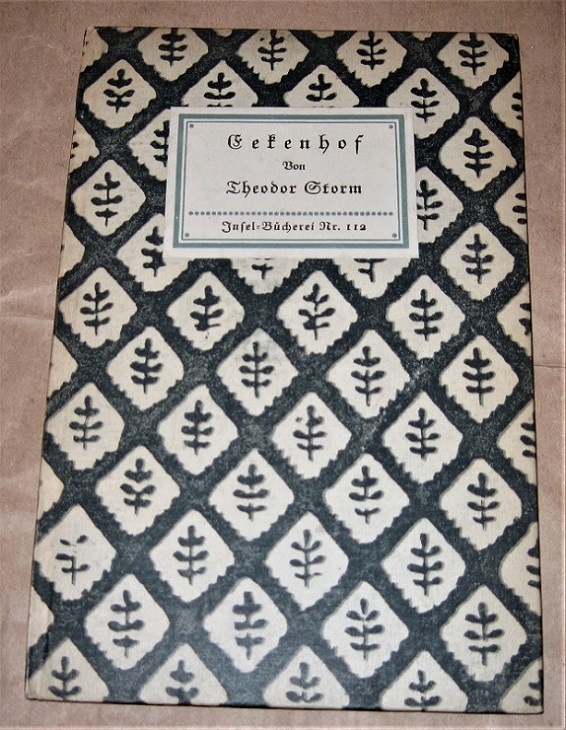 Eekenhof
Von
Theodor Storm
Insel=Bücherei Nr. 112